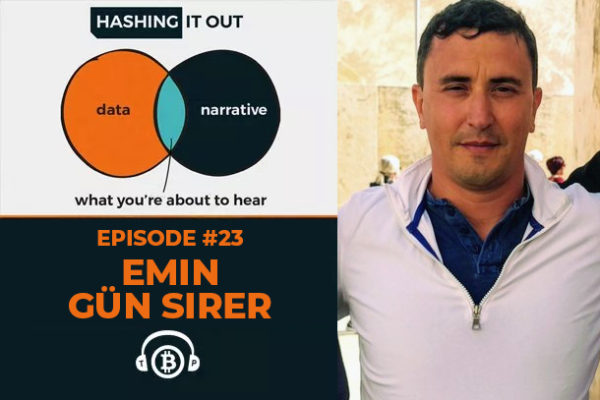 HASHING IT OUT
data
narrative
what you're about to hear
EPISODE #23
EMIN
GÜN SIRER
T B P